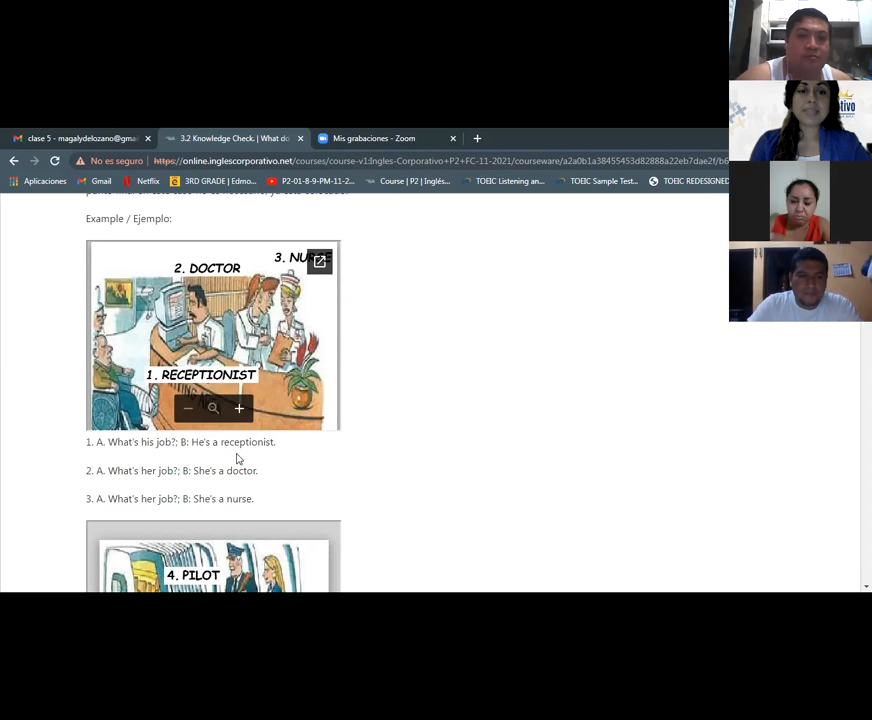 clase 5 - magalydelozano@gma
3.2 Knowledge Check. | What do
Mis grabaciones - Zoom
No es seguro
https://online.inglescorporativo.net/courses/course-v1:Ingles-Corporativo+P2+FC-11-2021/courseware/a2a0b1a38455453d82888a22eb7dae2f/b6
Aplicaciones
Gmail
Netflix
3RD GRADE | Edmo...
P2-01-8-9-PM-11-2...
Course | P2 | Inglés...
TOEIC Listening an...
TOEIC Sample Test...
TOEIC REDESIGNED
Example / Ejemplo:
3. NURSE
2. DOCTOR
1. RECEPTIONIST
1. A. What's his job?; B: He's a receptionist.
2. A. What's her job?; B: She's a doctor.
3. A. What's her job?; B: She's a nurse.
4. PILOT